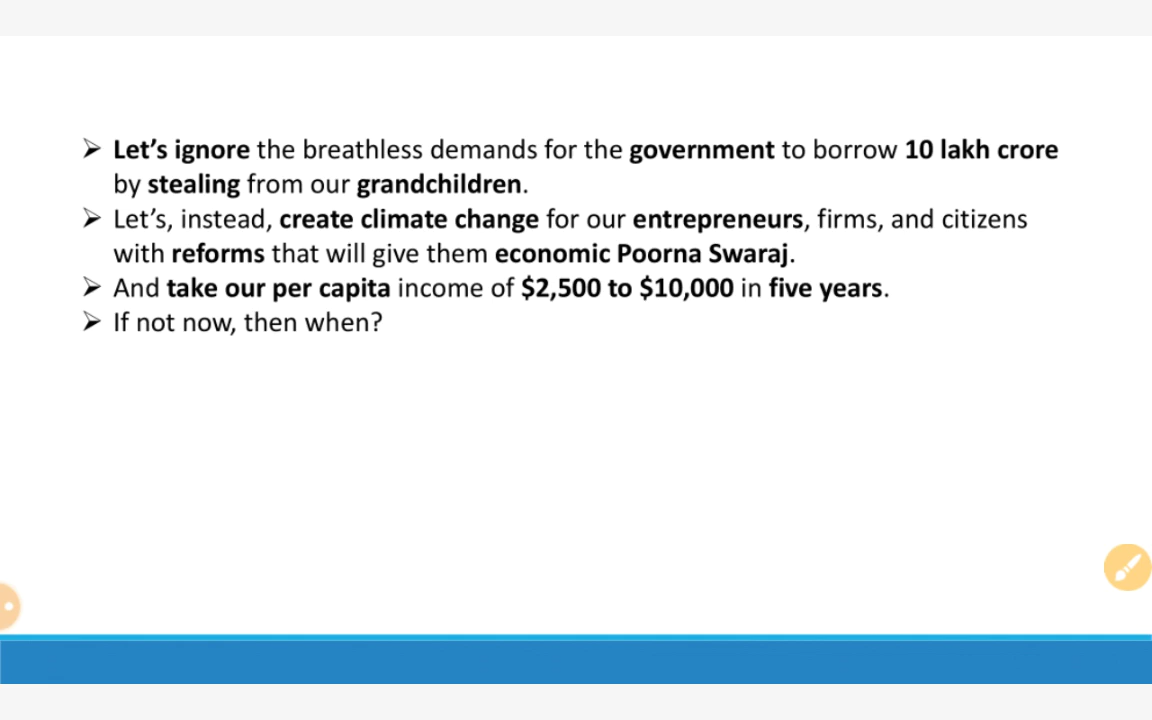 ➢ Let’s ignore the breathless demands for the government to borrow 10 lakh crore
by stealing from our grandchildren.
➢ Let’s, instead, create climate change for our entrepreneurs, firms, and citizens
with reforms that will give them economic Poorna Swaraj.
➢ And take our per capita income of $2,500 to $10,000 in five years.
➢ If not now, then when?